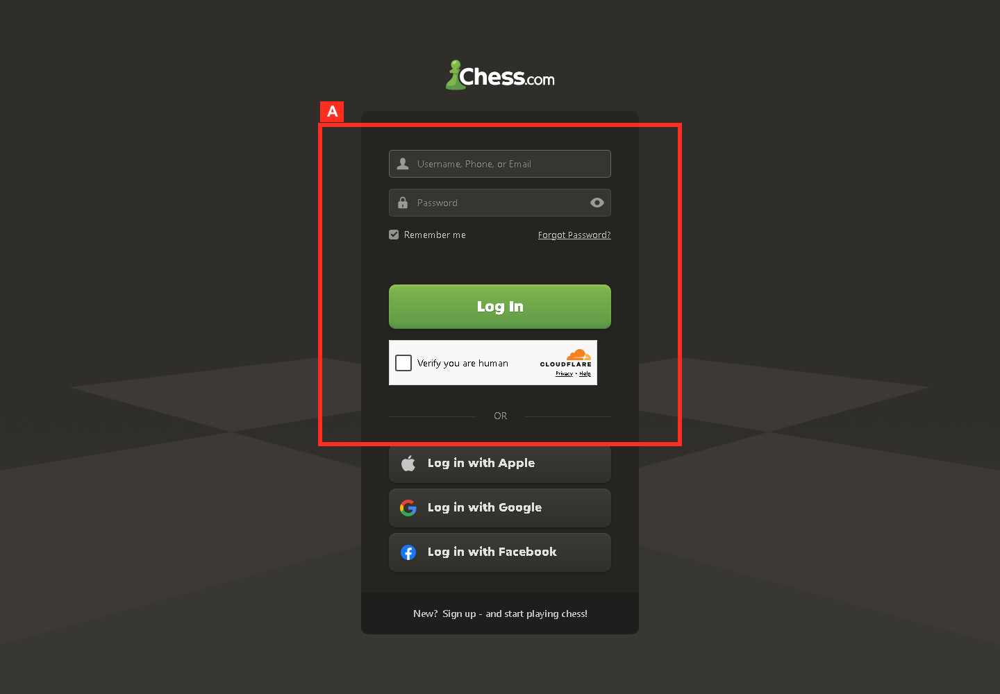 Chess.com
A
Username, Phone, or Email
Password
Remember me Forgot Password?
Log In
Verify you are human
CLOUDFLARE
Privacy • Help
OR
Log in with Apple
Log in with Google
Log in with Facebook
New? Sign up - and start playing chess!